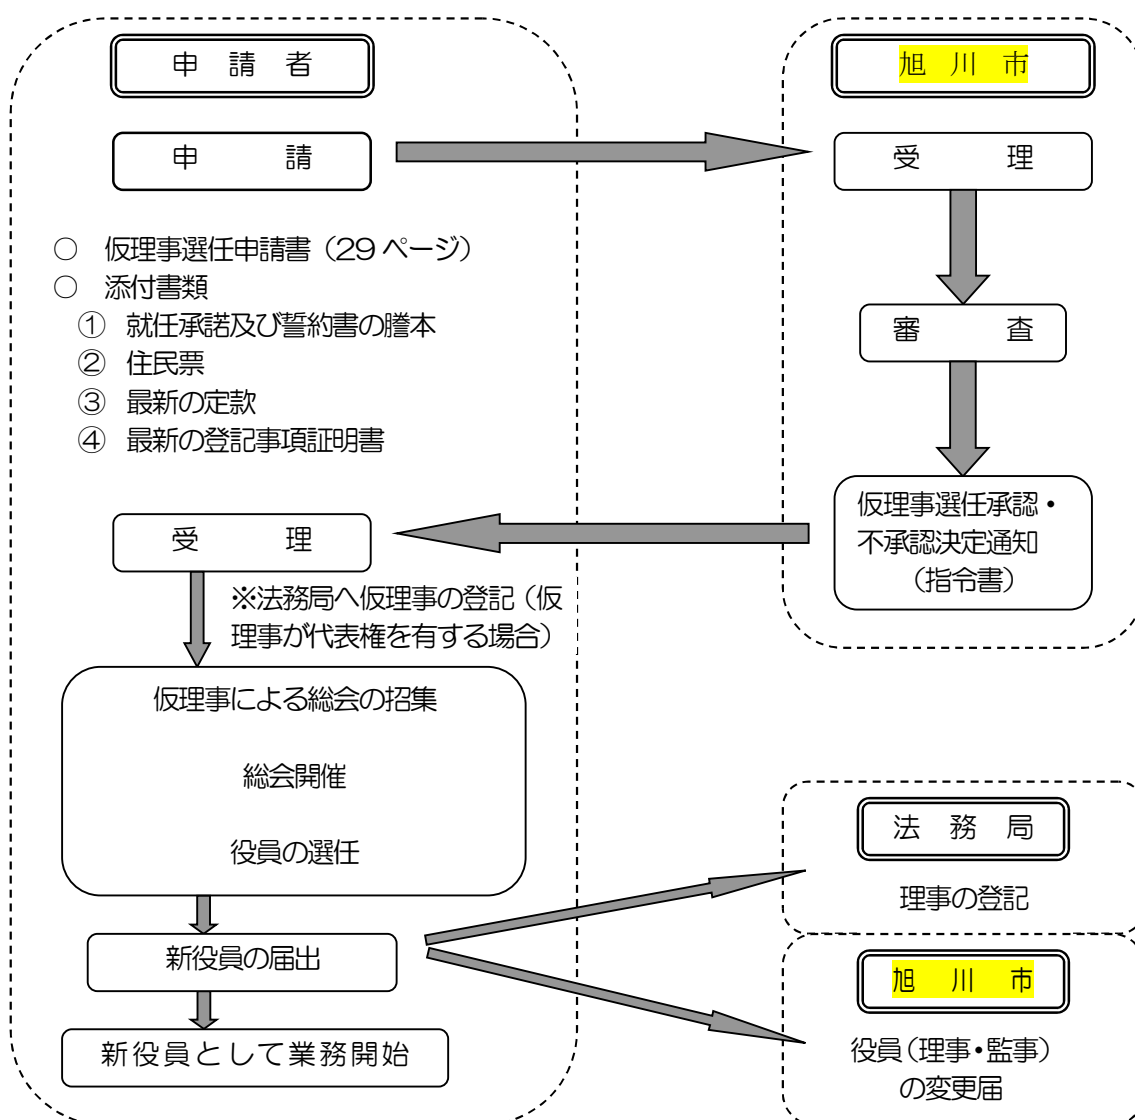 申 請 者
申 請
○ 仮理事選任申請書（29 ページ）
○ 添付書類
① 就任承諾及び誓約書の謄本
② 住民票
③ 最新の定款
④ 最新の登記事項証明書
旭 川 市
受 理
審 査
仮理事選任承認・
不承認決定通知
（指令書）
受 理
※法務局へ仮理事の登記（仮
理事が代表権を有する場合）
仮理事による総会の招集
総会開催
役員の選任
新役員の届出
新役員として業務開始
法 務 局
理事の登記
旭 川 市
役員（理事・監事）
の変更届